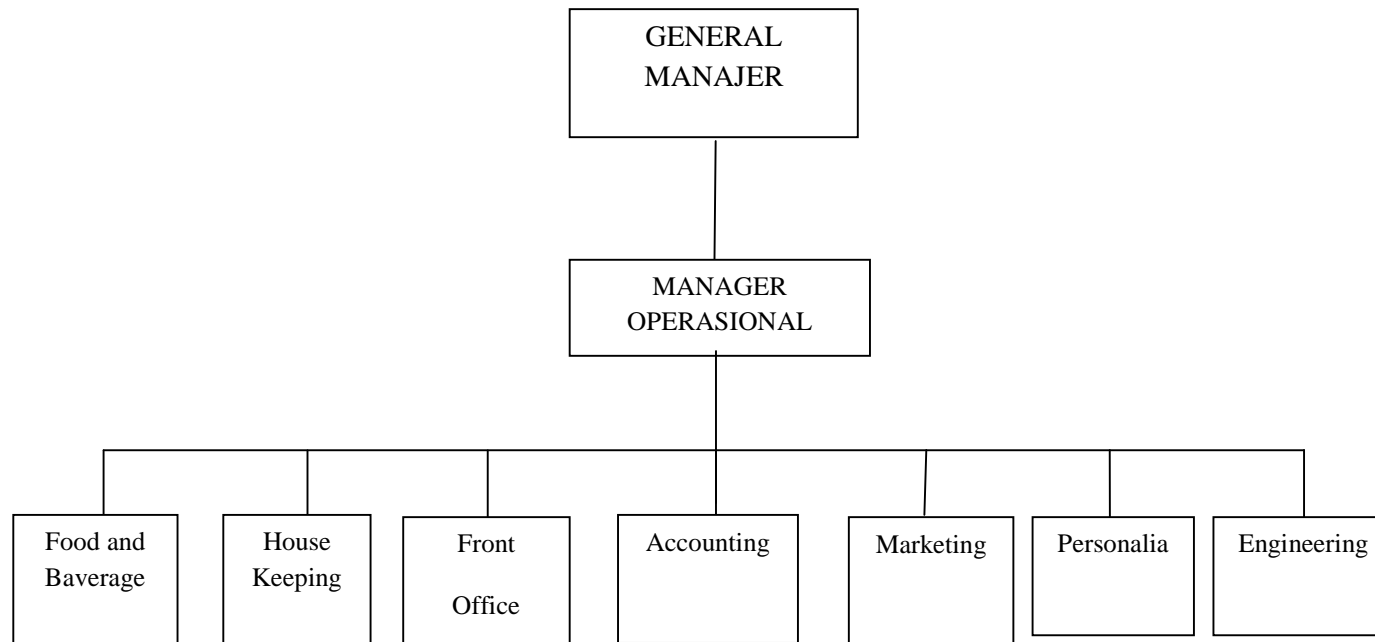 GENERAL
MANAJER
MANAGER
OPERASIONAL
Food and
Baverage
House
Keeping
Front
Office
Accounting
Marketing
Personalia
Engineering